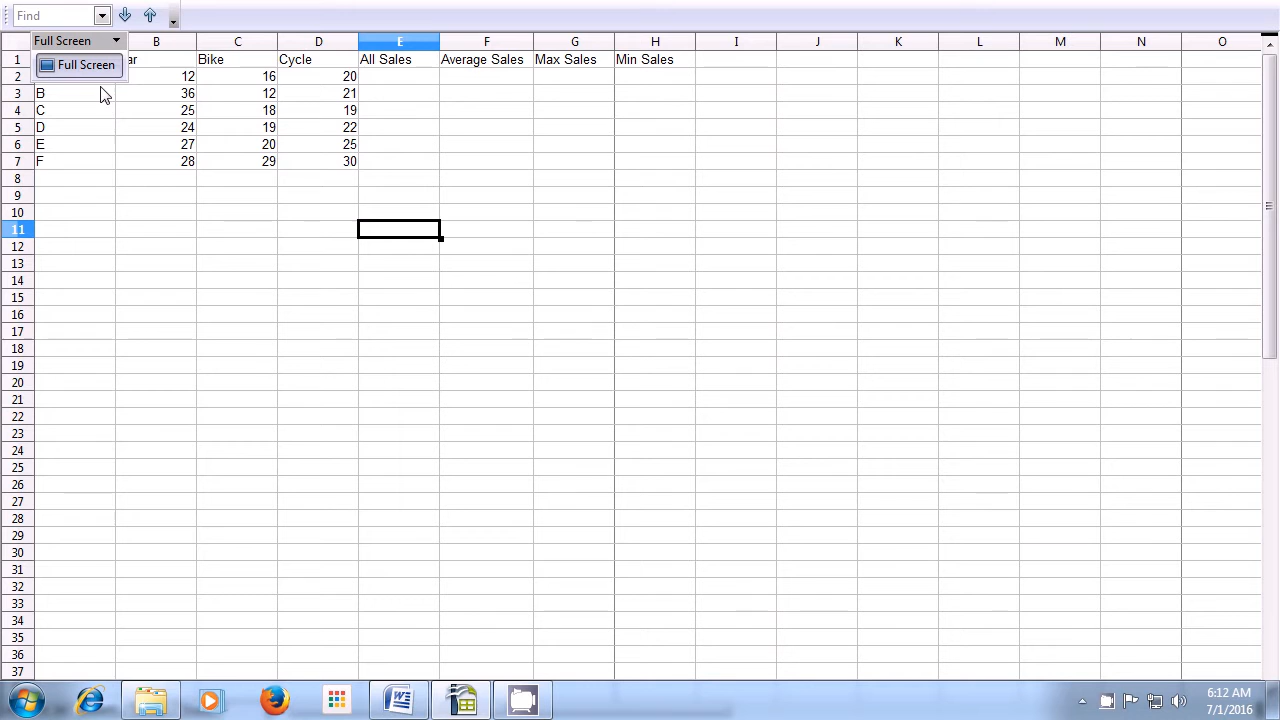 Find
Full Screen
Full Screen
B C D E F G H I J K L M N O
1 ar Bike Cycle All Sales Average Sales Max Sales Min Sales
2 12 16 20
3 B 36 12 21
4 C 25 18 19
5 D 24 19 22
6 E 27 20 25
7 F 28 29 30
8
9
10
11
12
13
14
15
16
17
18
19
20
21
22
23
24
25
26
27
28
29
30
31
32
33
34
35
36
37
6:12 AM
7/1/2016